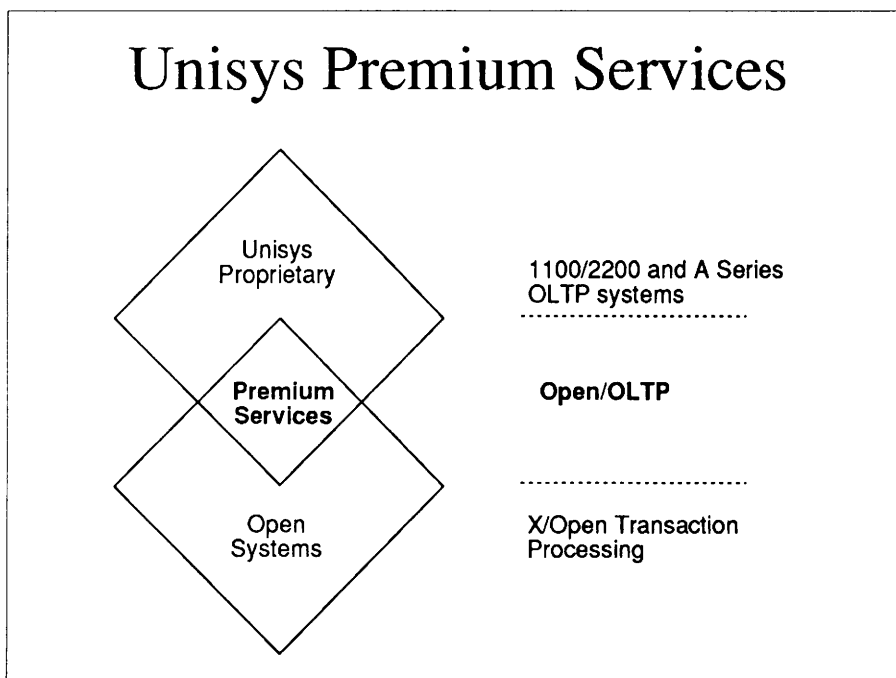 Unisys Premium Services
Unisys
Proprietary
1100/2200 and A Series
OLTP systems
Premium
Services
Open/OLTP
Open
Systems
X/Open Transaction
Processing